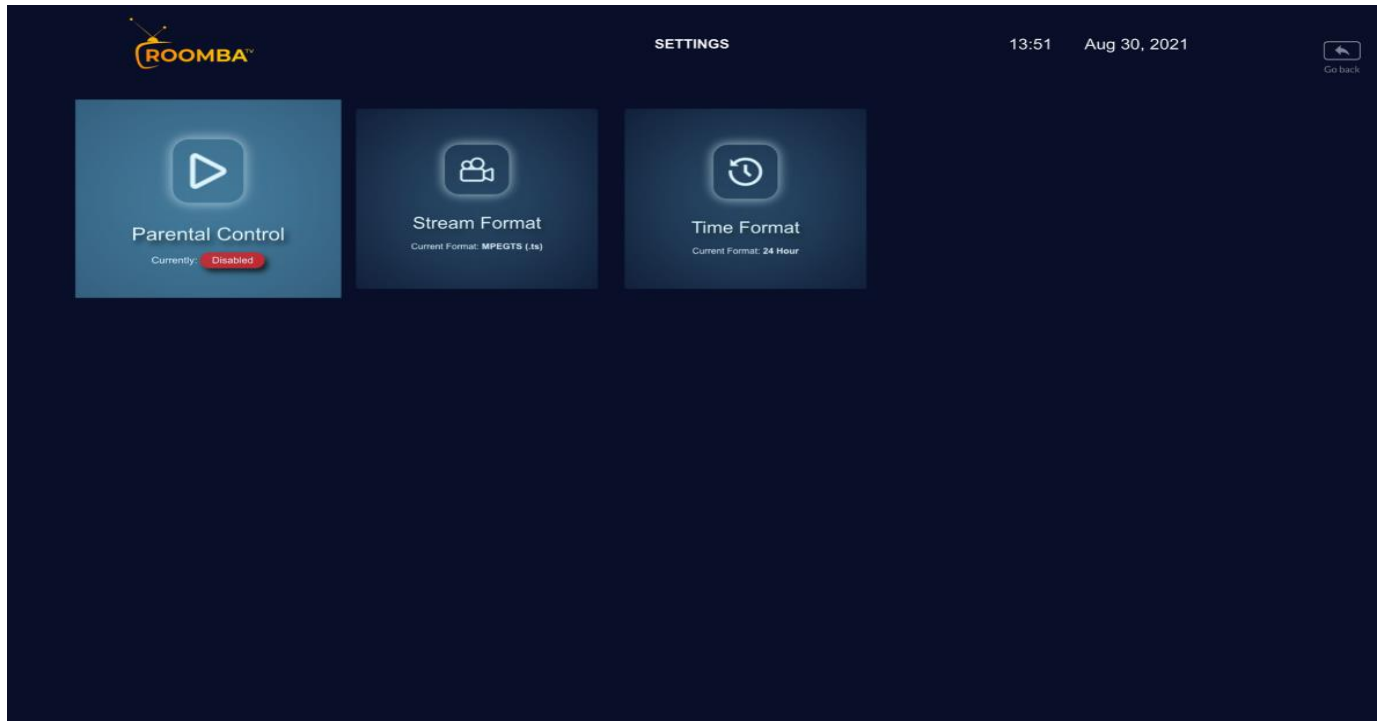 ROOMBA TV
SETTINGS
13:51 Aug 30, 2021
Go back
Parental Control
Currently: Disabled
Stream Format
Current Format: MPEGTS (.ts)
Time Format
Current Format: 24 Hour